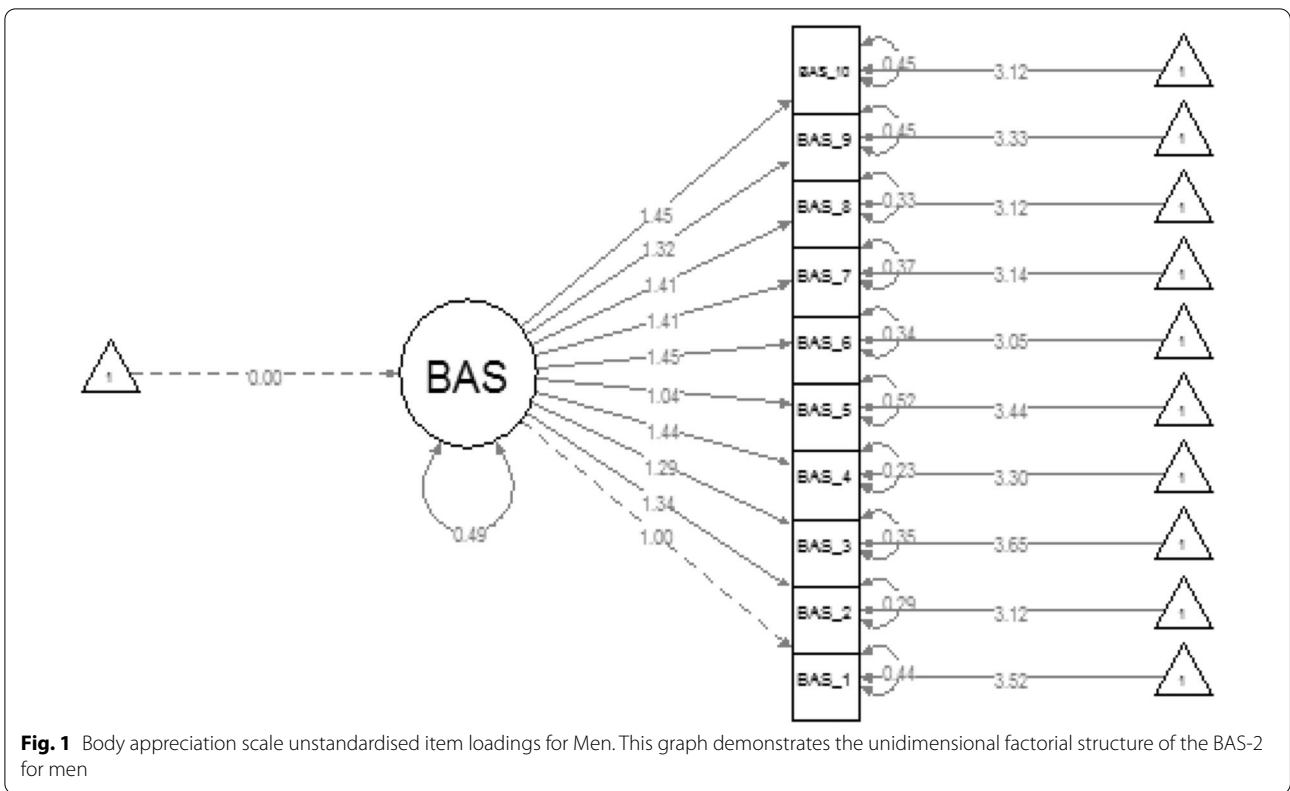 BAS_10 0.45 3.12 1
BAS_9 0.45 3.33 1
BAS_8 0.33 3.12 1
BAS_7 0.37 3.14 1
BAS_6 0.34 3.05 1
BAS_5 0.52 3.44 1
BAS_4 0.23 3.30 1
BAS_3 0.35 3.65 1
BAS_2 0.29 3.12 1
BAS_1 0.44 3.52 1
1.45
1.32
1.41
1.41
1.45
1.04
1.44
1.29
1.34
1.00
1 0.00 BAS
0.49
Fig. 1 Body appreciation scale unstandardised item loadings for Men. This graph demonstrates the unidimensional factorial structure of the BAS-2
for men